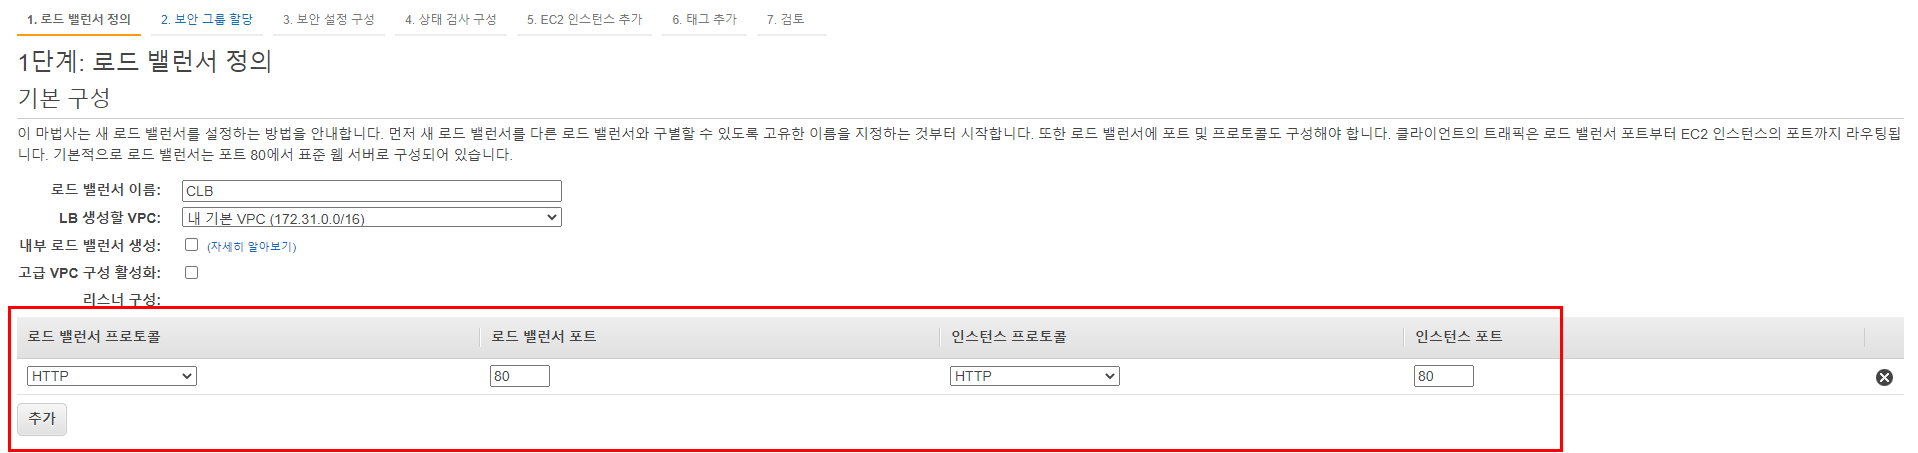 1. 로드 밸런서 정의 2. 보안 그룹 할당 3. 보안 설정 구성 4. 상태 검사 구성 5. EC2 인스턴스 추가 6. 태그 추가 7. 검토
1단계: 로드 밸런서 정의
기본 구성
이 마법사는 새 로드 밸런서를 설정하는 방법을 안내합니다. 먼저 새 로드 밸런서를 다른 로드 밸런서와 구별할 수 있도록 고유한 이름을 지정하는 것부터 시작합니다. 또한 로드 밸런서에 포트 및 프로토콜도 구성해야 합니다. 클라이언트의 트래픽은 로드 밸런서 포트부터 EC2 인스턴스의 포트까지 라우팅됩
니다. 기본적으로 로드 밸런서는 포트 80에서 표준 웹 서버로 구성되어 있습니다.
로드 밸런서 이름: CLB
LB 생성할 VPC: 내 기본 VPC (172.31.0.0/16)
내부 로드 밸런서 생성: (자세히 알아보기)
고급 VPC 구성 활성화:
리스너 구성:
로드 밸런서 프로토콜 로드 밸런서 포트 인스턴스 프로토콜 인스턴스 포트
HTTP 80 HTTP 80
추가